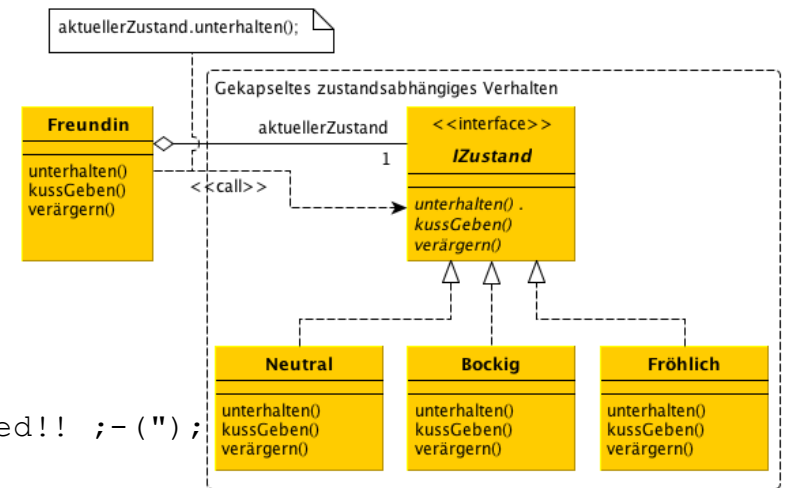 aktuellerZustand.unterhalten();
Gekapseltes zustandsabhängiges Verhalten
Freundin
unterhalten()
kussGeben()
verärgern()
aktuellerZustand
1
<<call>>
<<interface>>
IZustand
unterhalten() .
kussGeben()
verärgern()
Neutral
unterhalten()
kussGeben()
verärgern()
Bockig
unterhalten()
kussGeben()
verärgern()
Fröhlich
unterhalten()
kussGeben()
verärgern()
ed!! ;-(");